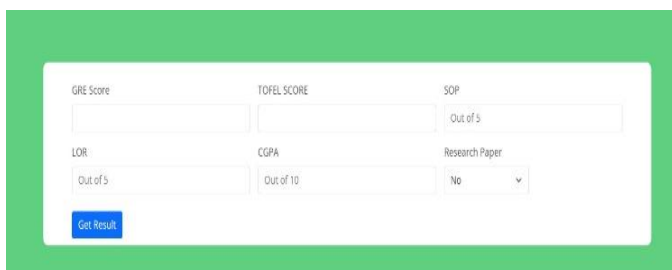 GRE Score TOFEL SCORE SOP
Out of 5
LOR CGPA Research Paper
Out of 5 Out of 10 No
Get Result